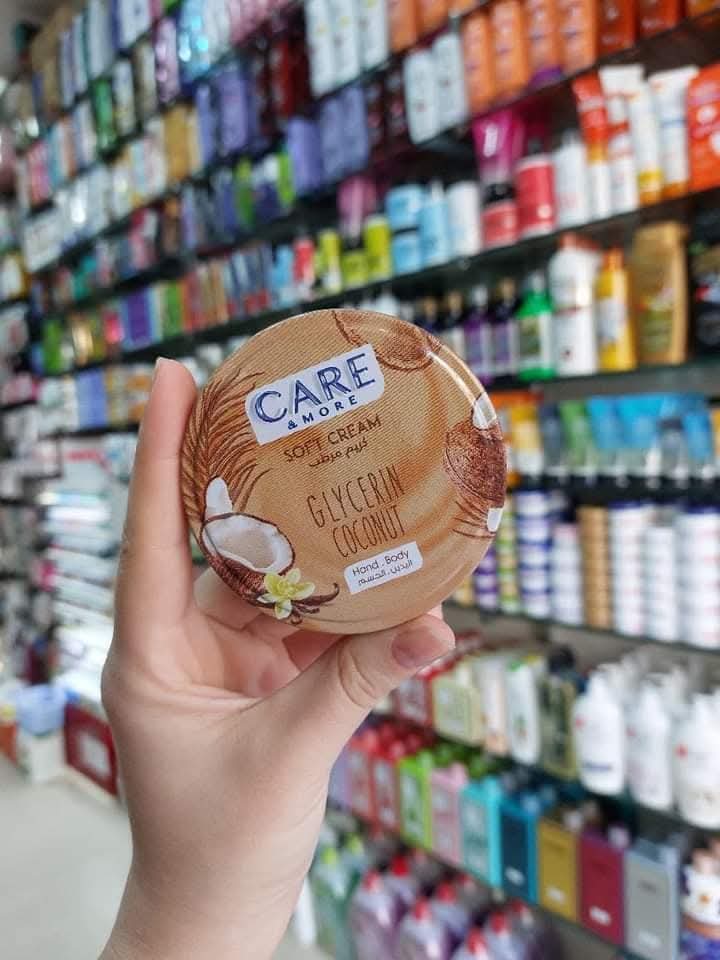 CARE
& MORE
SOFT CREAM
كريم مرطب
GLYCERIN
COCONUT
Hand . Body
اليدين . الجسم